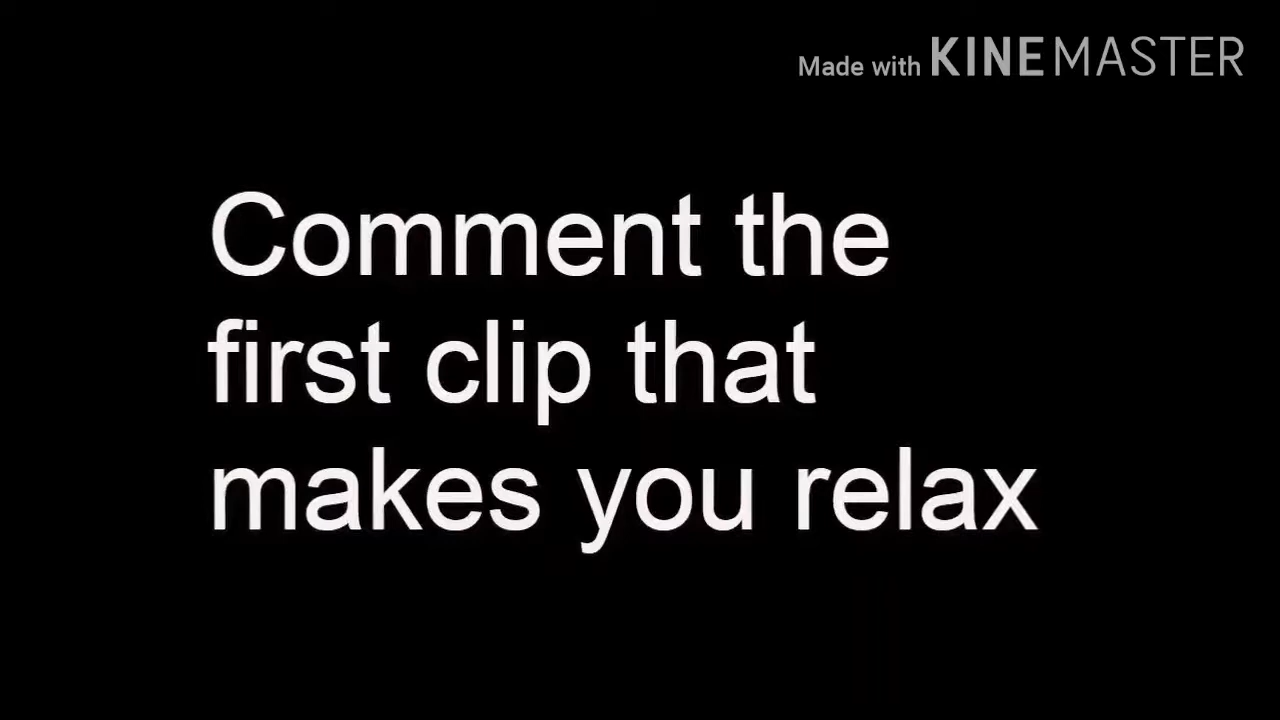 Made with KINEMASTER
Comment the
first clip that
makes you relax